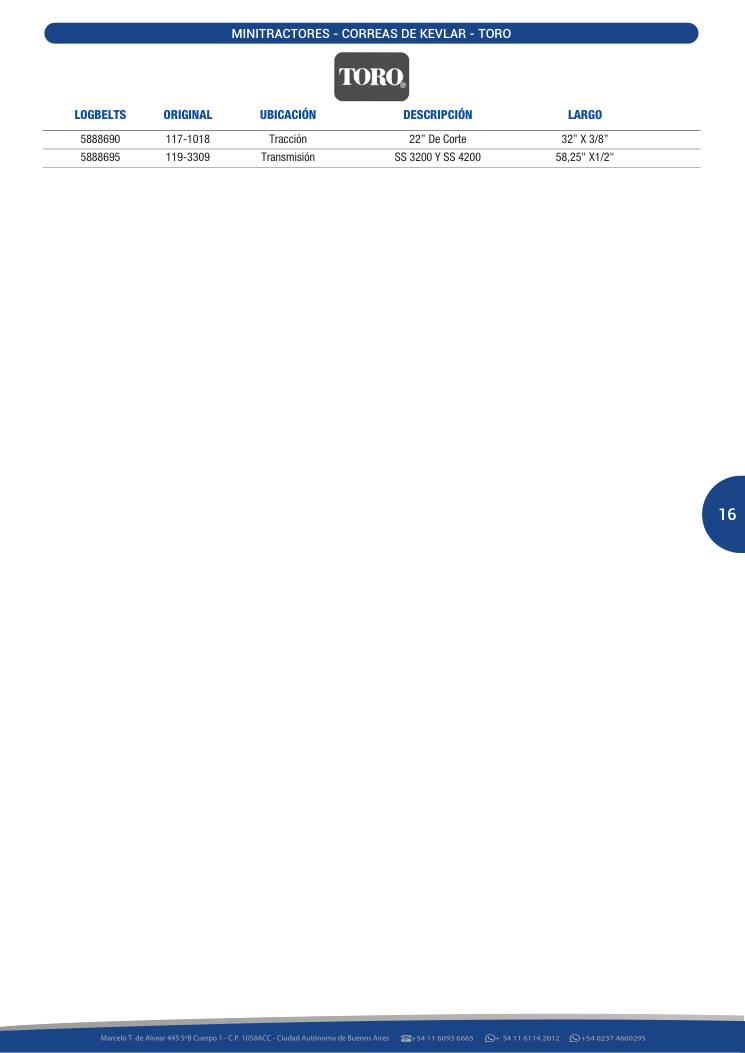 MINITRACTORES - CORREAS DE KEVLAR - TORO
TORO®
LOGBELTS ORIGINAL UBICACIÓN DESCRIPCIÓN LARGO
5888690 117-1018 Tracción 22” De Corte 32” X 3/8”
5888695 119-3309 Transmisión SS 3200 Y SS 4200 58,25" X1/2"
16
Marcelo T. de Alvear 445 5ºB Cuerpo 1 - C.P. 1058ACC - Ciudad Autónoma de Buenos Aires. +54 11 6093 6665 + 54 11 6114 2012 +54 0237 4660295